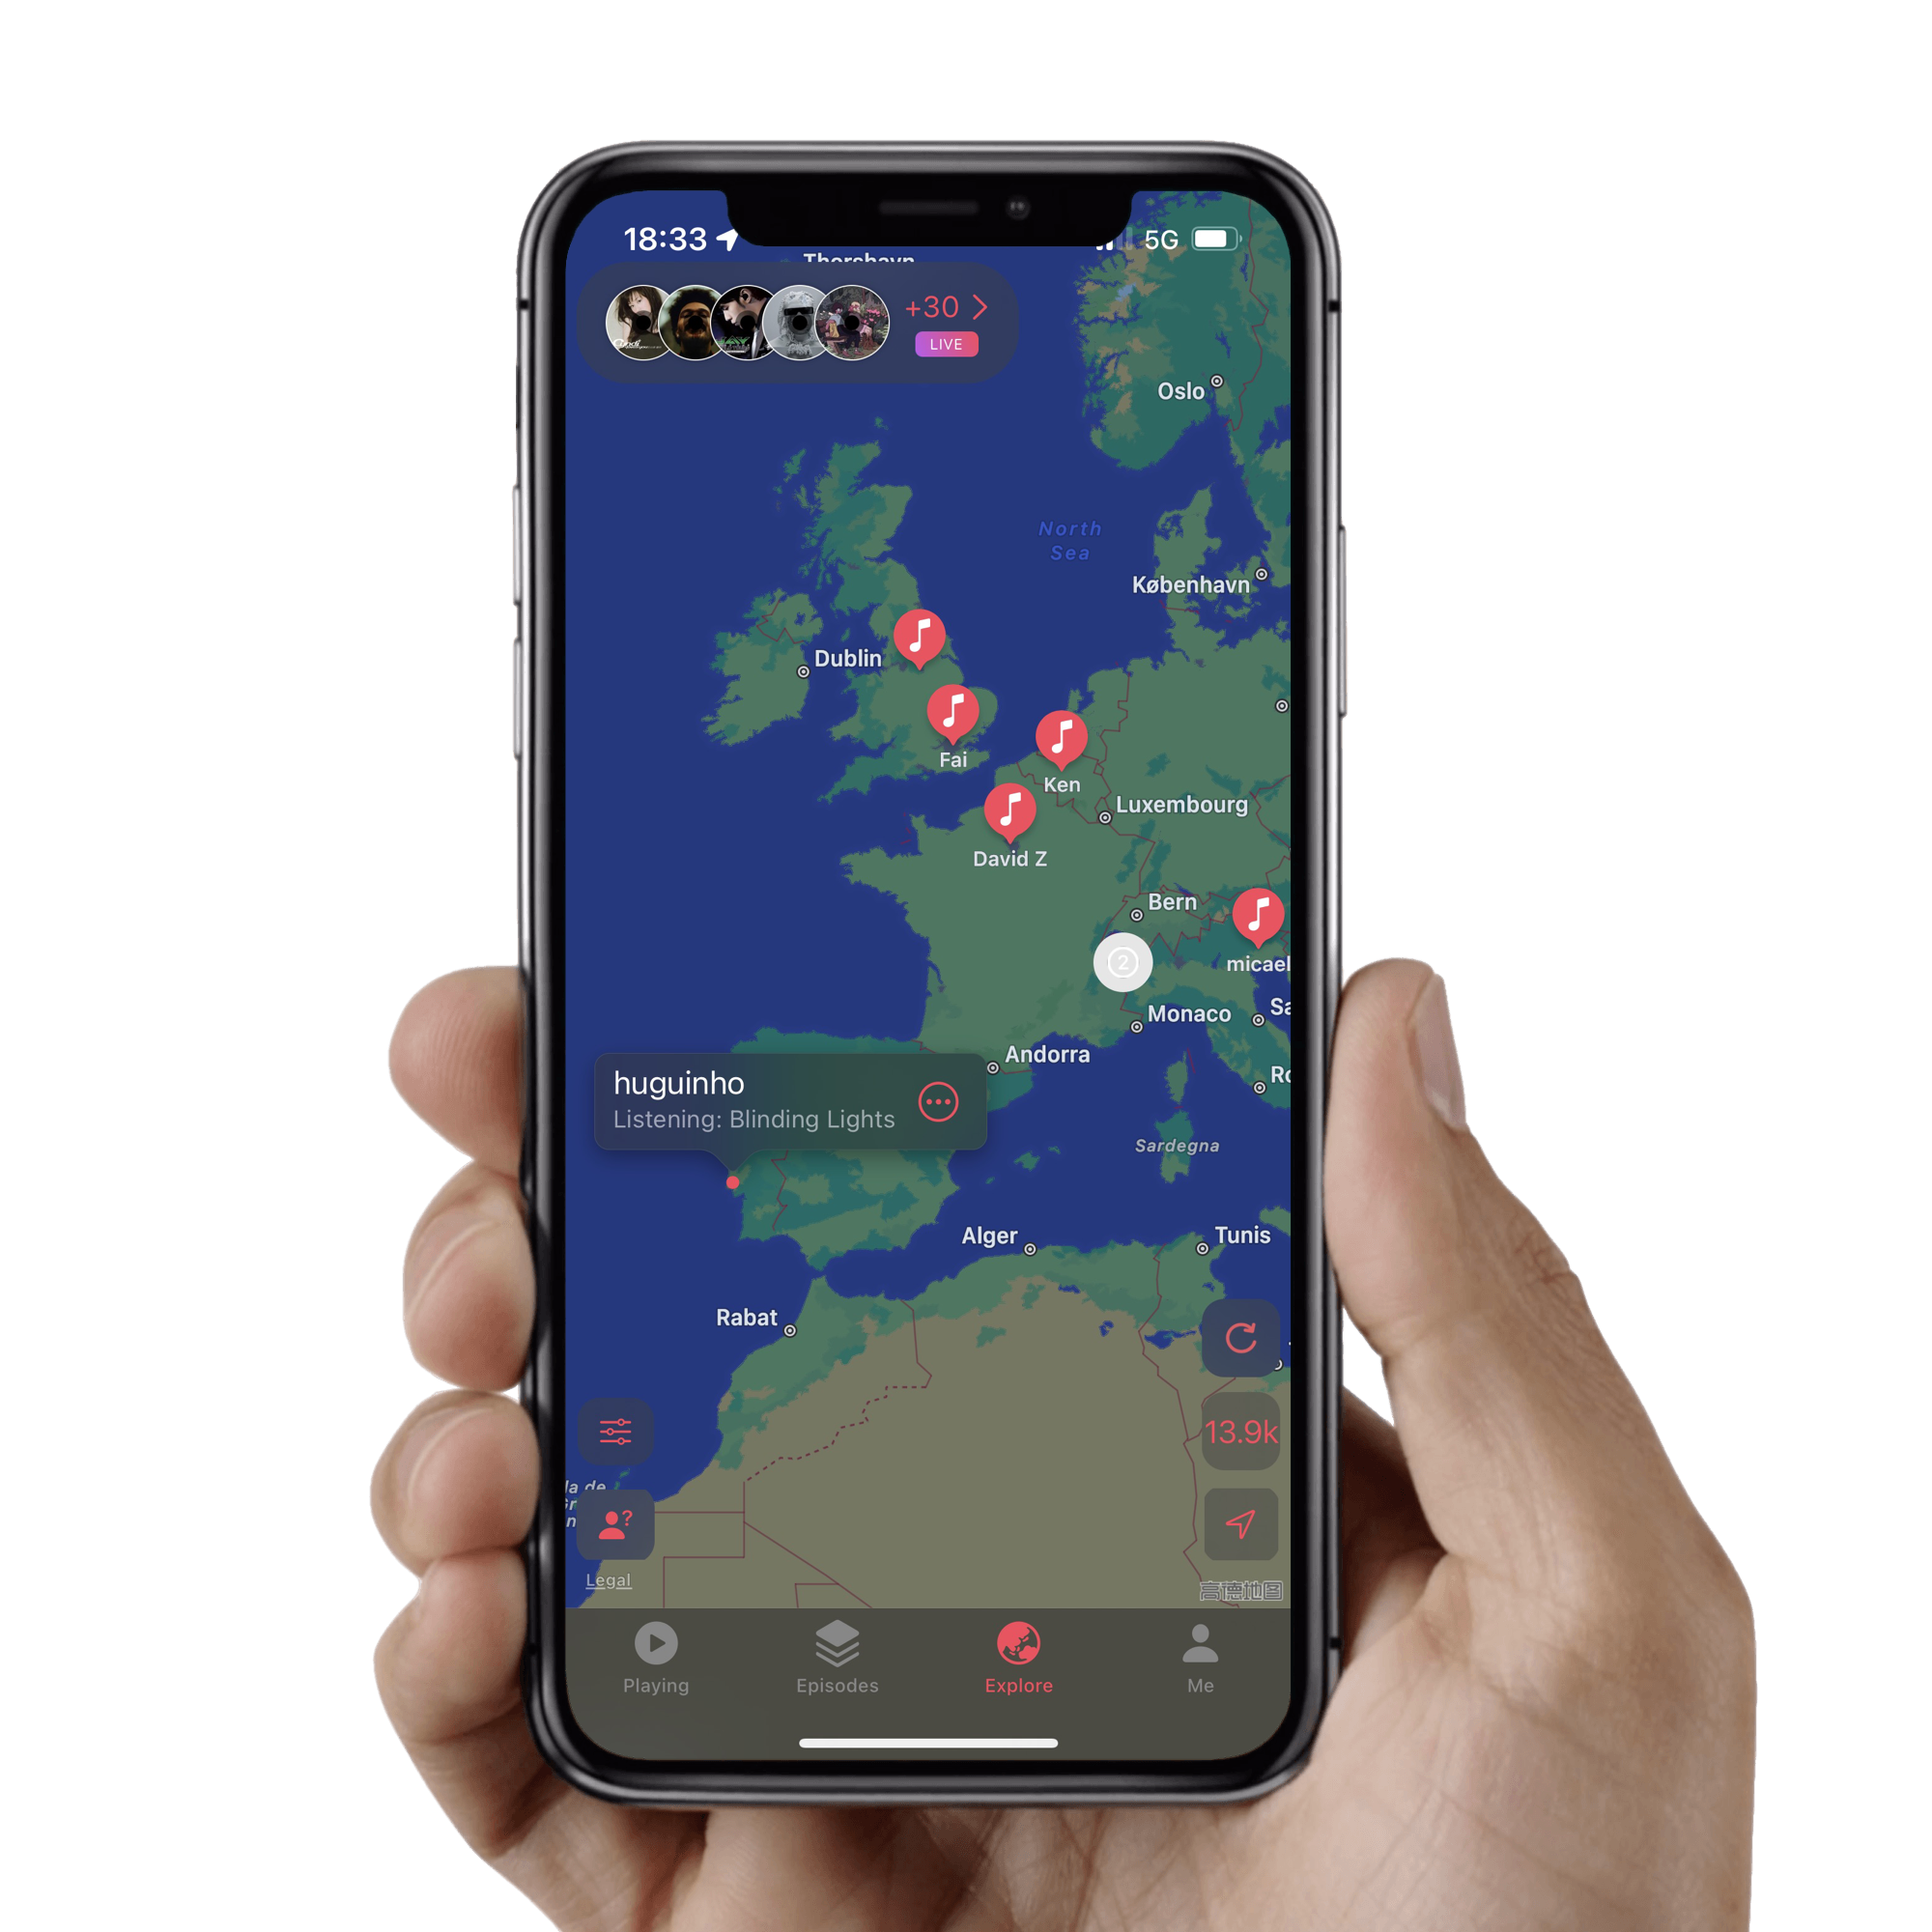 18:33
5G
Thorshavn
+30
LIVE
Oslo
North
Sea
København
Dublin
Fai
Ken
Luxembourg
David Z
Bern
micael
2
Monaco
Sa
Andorra
Ro
huguinho
Listening: Blinding Lights
Sardegna
Alger
Tunis
Rabat
13.9k
la de
?
Legal
高德地图
Playing
Episodes
Explore
Me